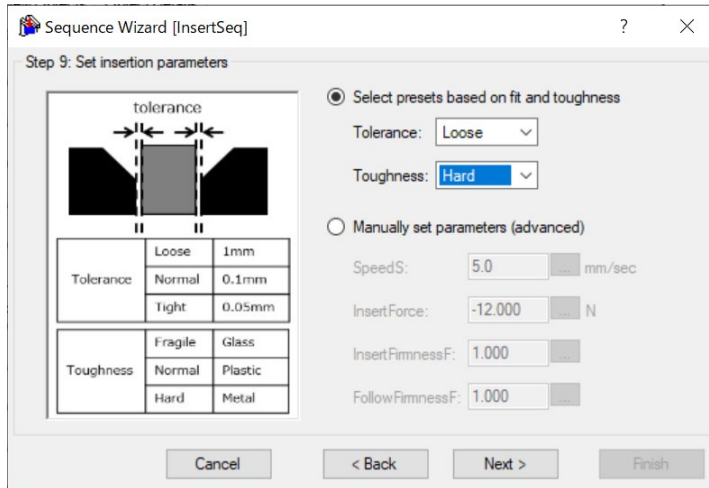 Sequence Wizard [InsertSeq]
? ×
Step 9: Set insertion parameters
tolerance
Tolerance Loose 1mm
Normal 0.1mm
Tight 0.05mm
Toughness Fragile Glass
Normal Plastic
Hard Metal
Select presets based on fit and toughness
Tolerance: Loose
Toughness: Hard
Manually set parameters (advanced)
SpeedS: 5.0 ... mm/sec
InsertForce: -12.000 ... N
InsertFirmnessF: 1.000 ...
FollowFirmnessF: 1.000 ...
Cancel < Back Next > Finish